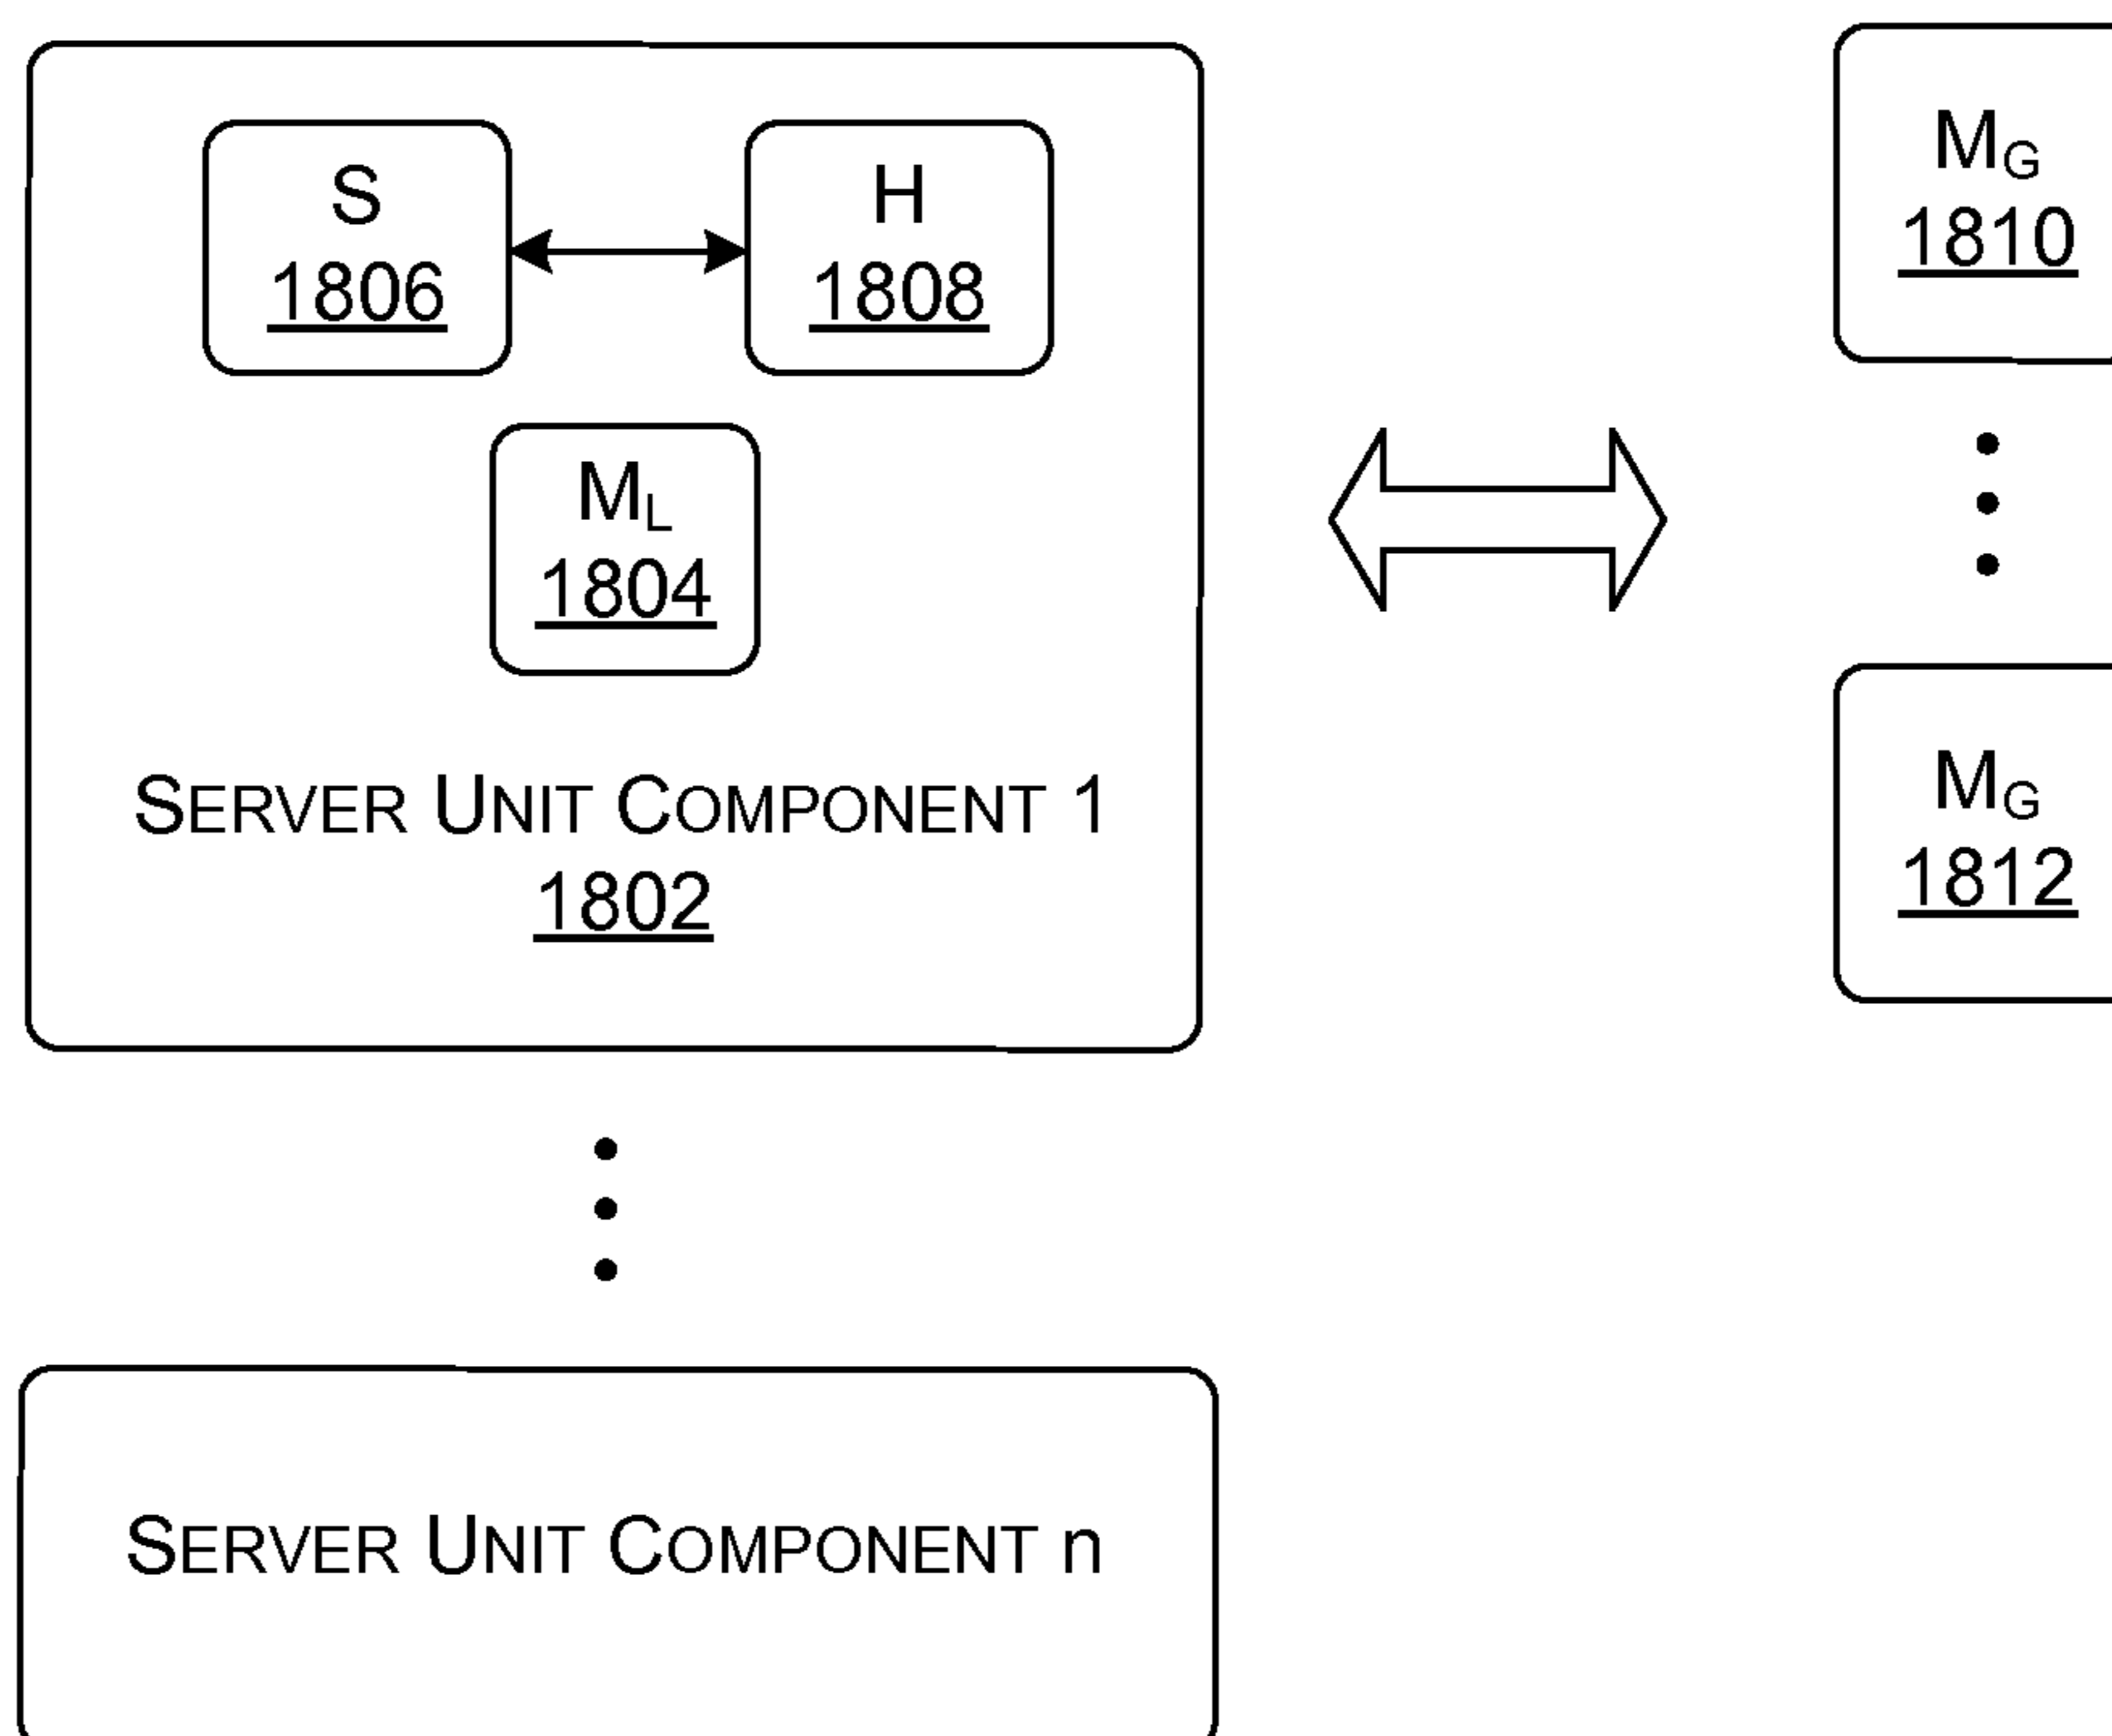 S
1806
H
1808
ML
1804
SERVER UNIT COMPONENT 1
1802
MG
1810
MG
1812
SERVER UNIT COMPONENT n